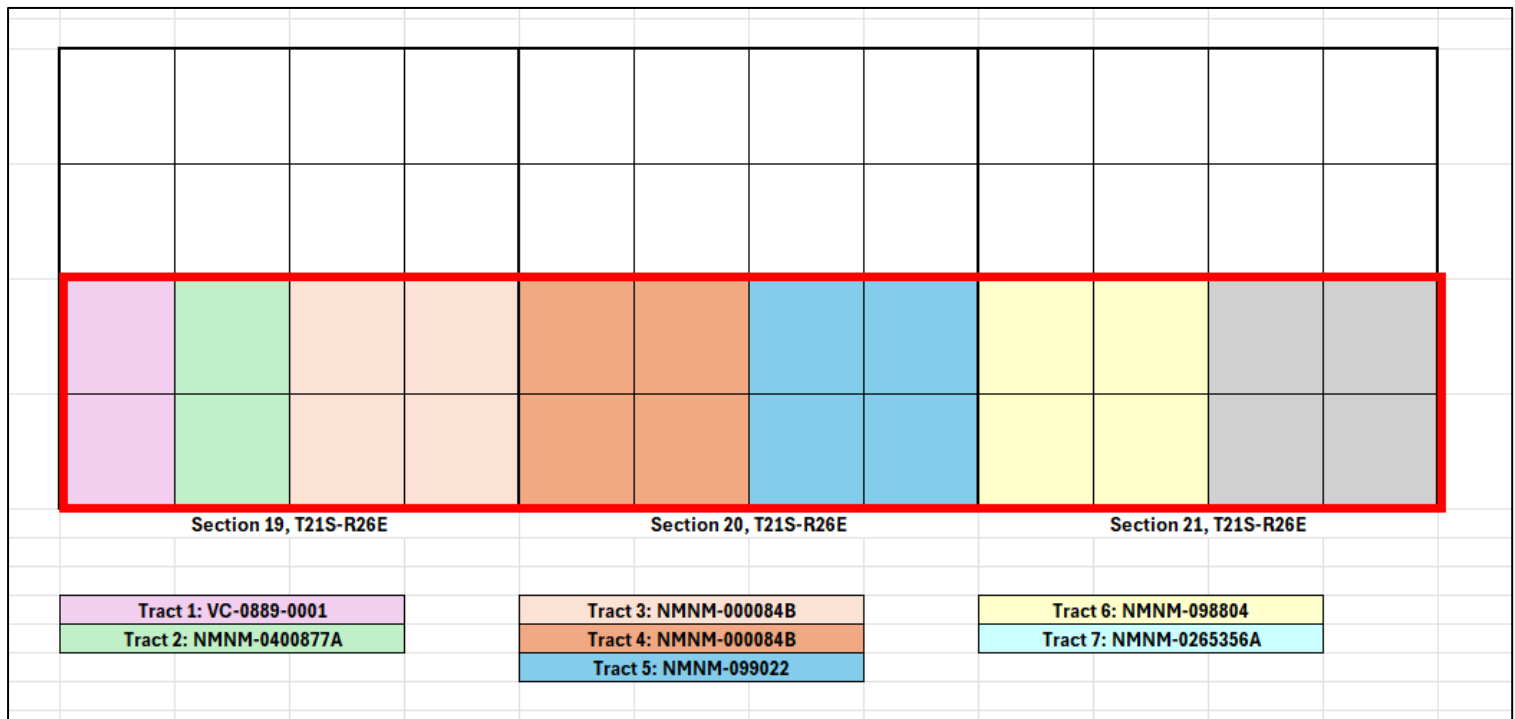 Section 19, T21S-R26E
Section 20, T21S-R26E
Section 21, T21S-R26E
Tract 1: VC-0889-0001
Tract 3: NMNM-000084B
Tract 6: NMNM-098804
Tract 2: NMNM-0400877A
Tract 4: NMNM-000084B
Tract 7: NMNM-0265356A
Tract 5: NMNM-099022